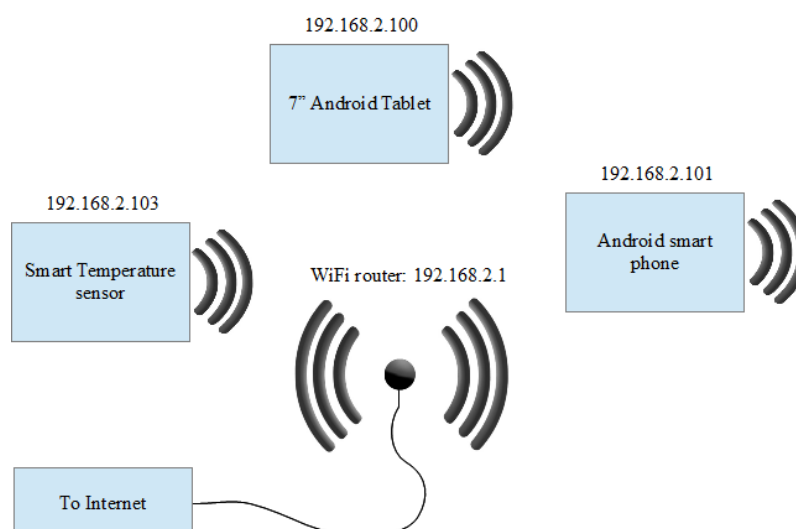 192.168.2.100
7” Android Tablet
192.168.2.101
Android smart
phone
192.168.2.103
Smart Temperature
sensor
WiFi router: 192.168.2.1
To Internet